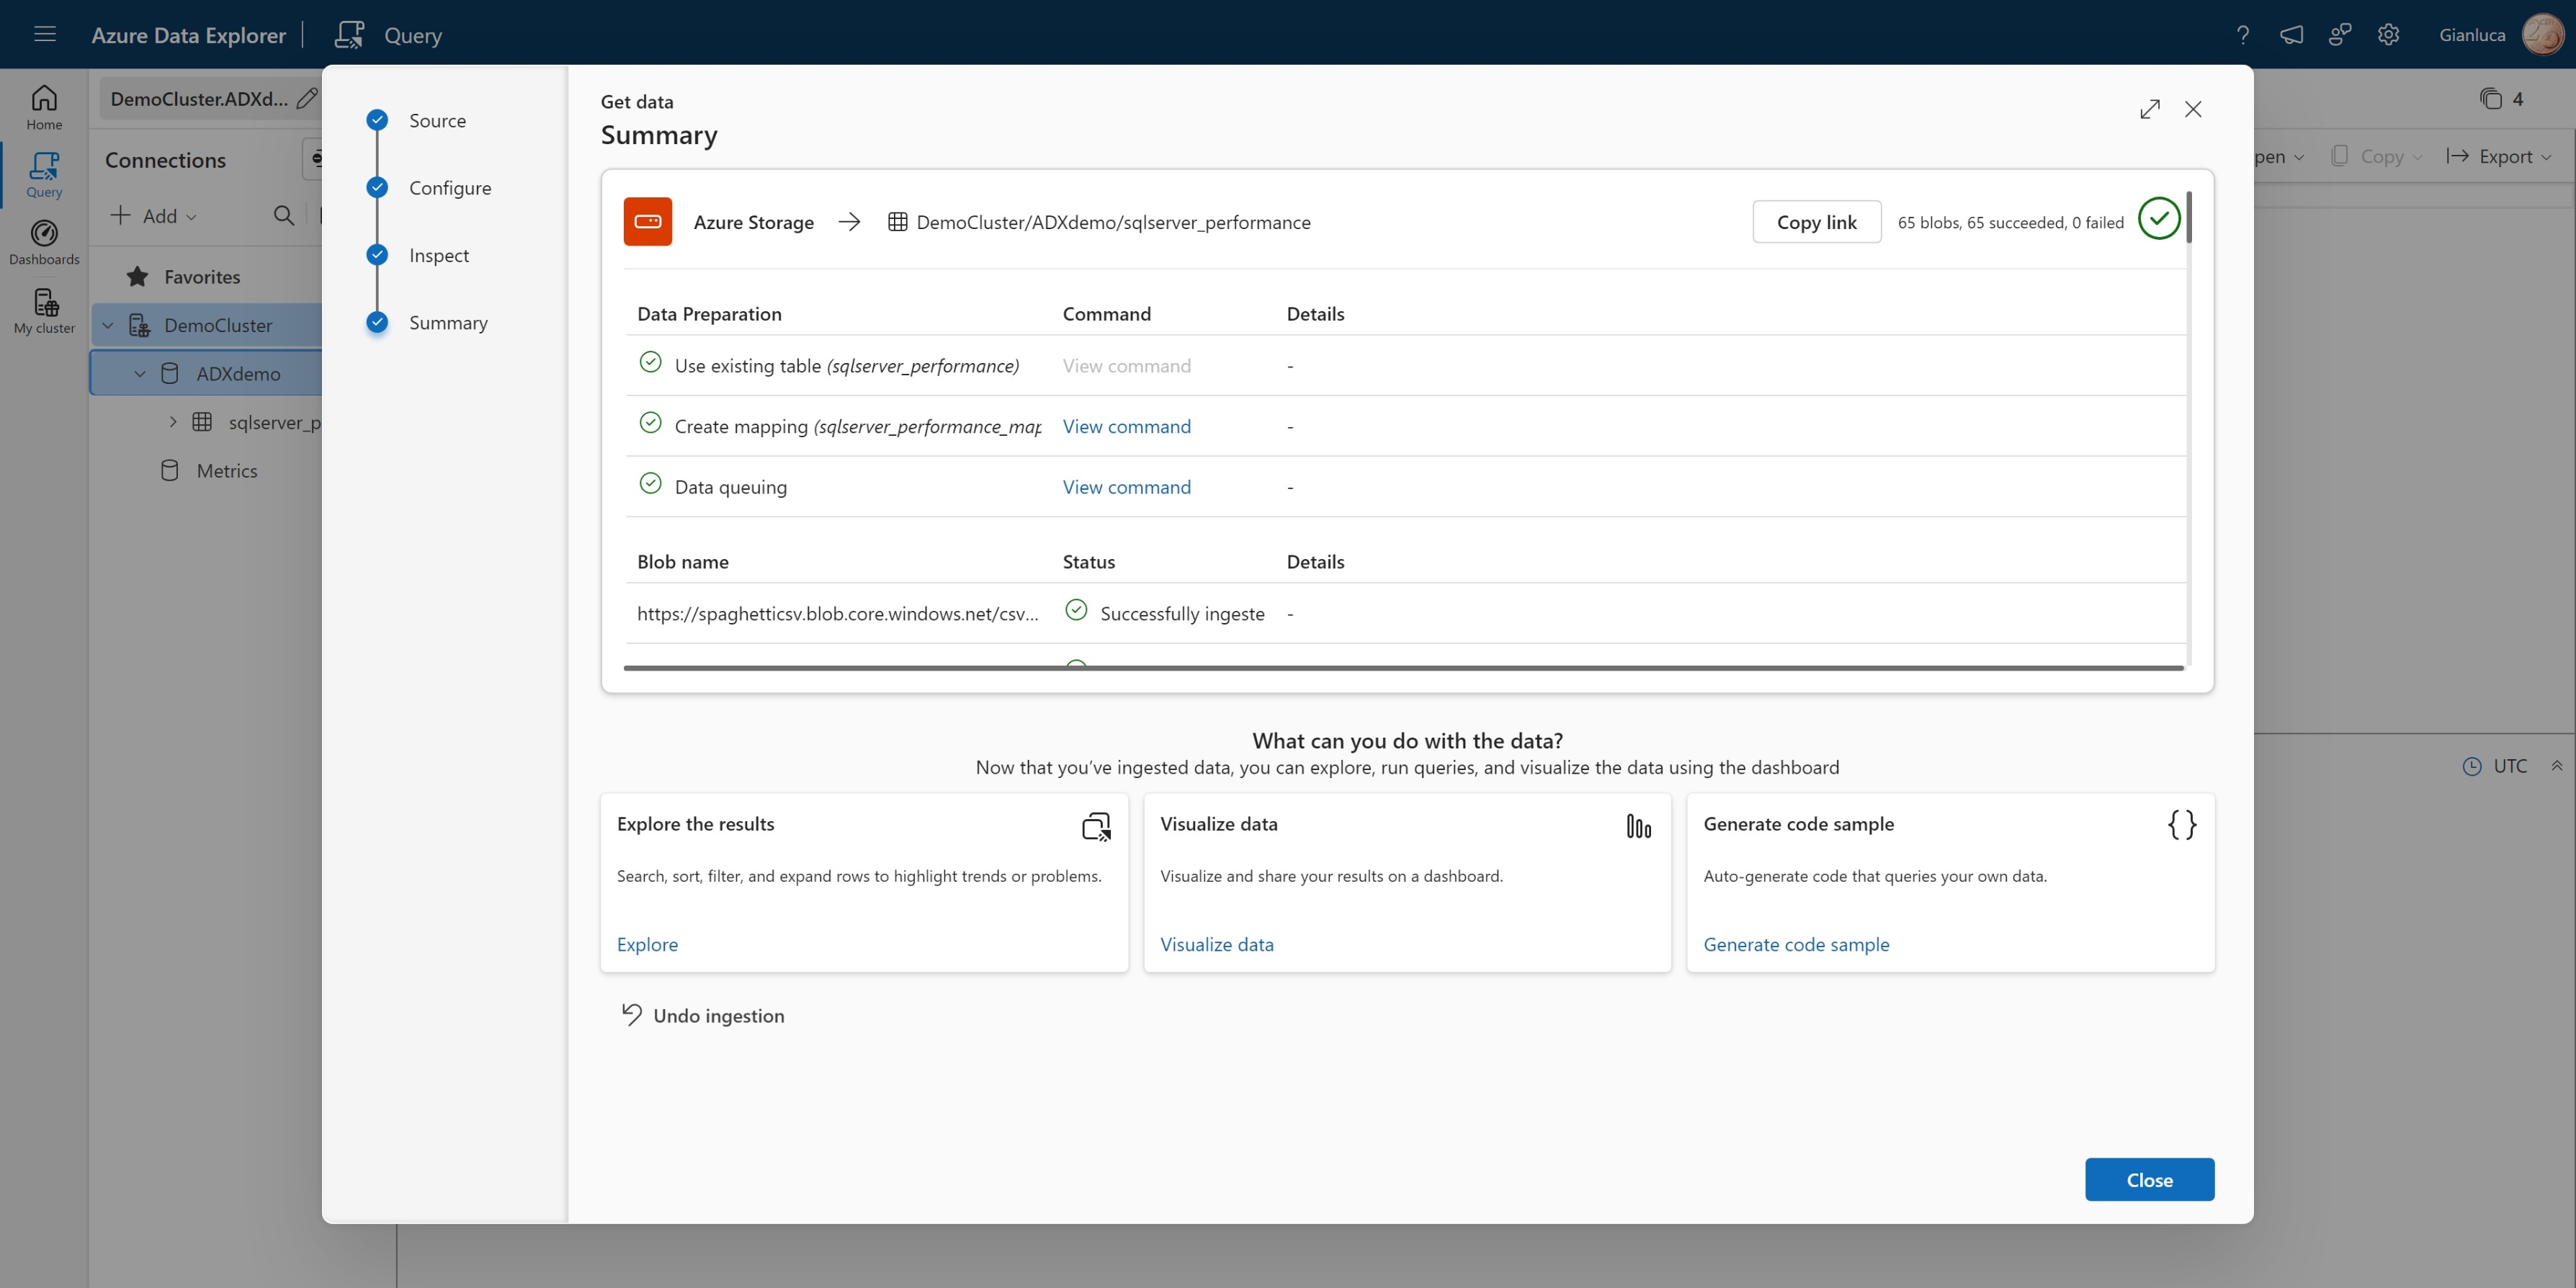 Azure Data Explorer
Query
Gianluca
Home
Query
Dashboards
My cluster
DemoCluster.ADXd...
4
Connections
Add
Favorites
DemoCluster
ADXdemo
sqlserver_p
Metrics
pen
Copy
Export
UTC
Source
Configure
Inspect
Summary
Get data
Summary
Azure Storage → DemoCluster/ADXdemo/sqlserver_performance
Copy link
65 blobs, 65 succeeded, 0 failed
Data Preparation Command Details
Use existing table (sqlserver_performance) View command -
Create mapping (sqlserver_performance_map View command -
Data queuing View command -
Blob name Status Details
https://spaghetticsv.blob.core.windows.net/csv... Successfully ingeste -
What can you do with the data?
Now that you've ingested data, you can explore, run queries, and visualize the data using the dashboard
Explore the results
Search, sort, filter, and expand rows to highlight trends or problems.
Explore
Visualize data
Visualize and share your results on a dashboard.
Visualize data
Generate code sample
{ }
Auto-generate code that queries your own data.
Generate code sample
Undo ingestion
Close